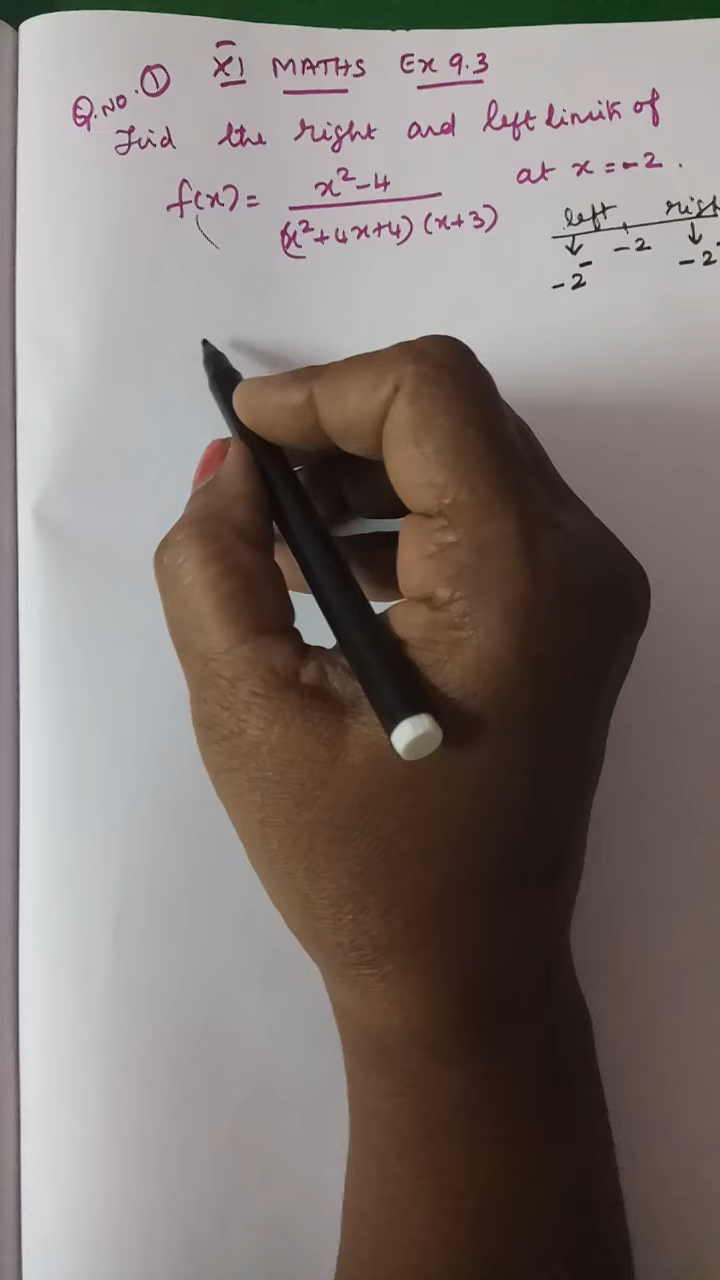 Q.NO. ① XI MATHS Ex 9.3
Find the right and left limit of
f(x) = x²-4 / (x²+4x+4)(x+3) at x = -2.
left, righ
↓ -2 ↓
-2⁻ -2